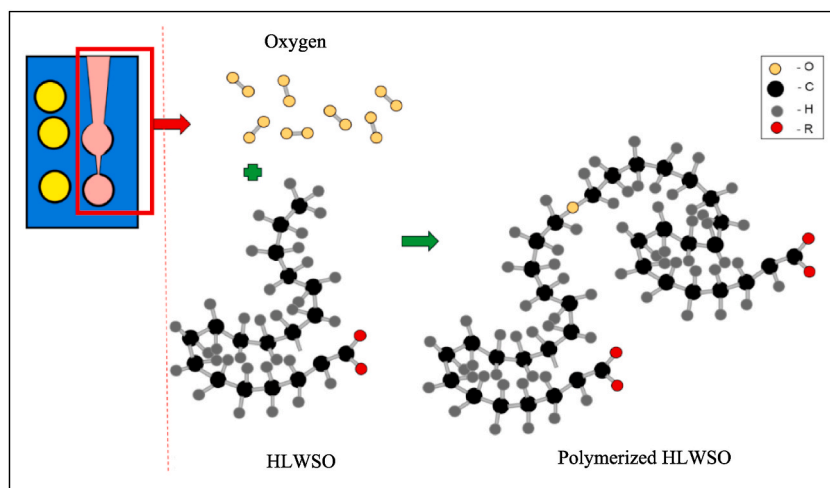 Oxygen
- O
- C
- H
- R
HLWSO
Polymerized HLWSO